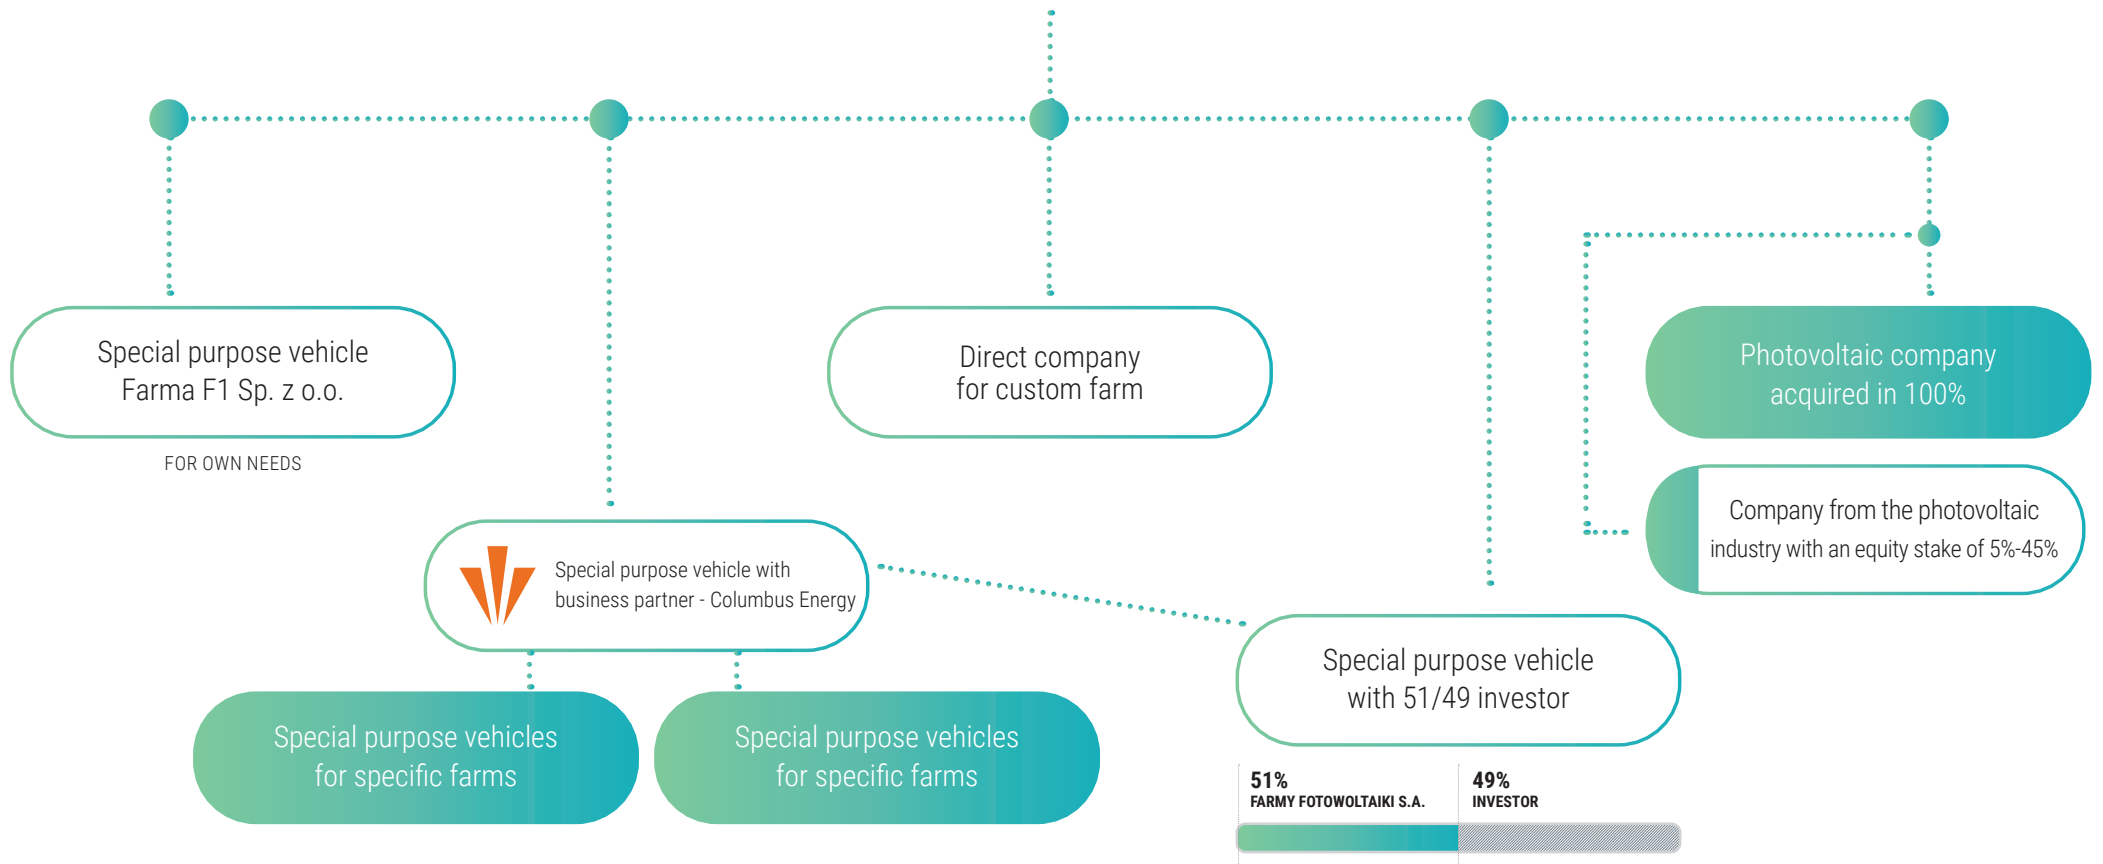 Special purpose vehicle
Farma F1 Sp. z o.o.
FOR OWN NEEDS
Direct company
for custom farm
Photovoltaic company
acquired in 100%
Company from the photovoltaic
industry with an equity stake of 5%-45%
Special purpose vehicle with
business partner - Columbus Energy
Special purpose vehicle
with 51/49 investor
Special purpose vehicles
for specific farms
Special purpose vehicles
for specific farms
51%
FARMY FOTOWOLTAIKI S.A.
49%
INVESTOR